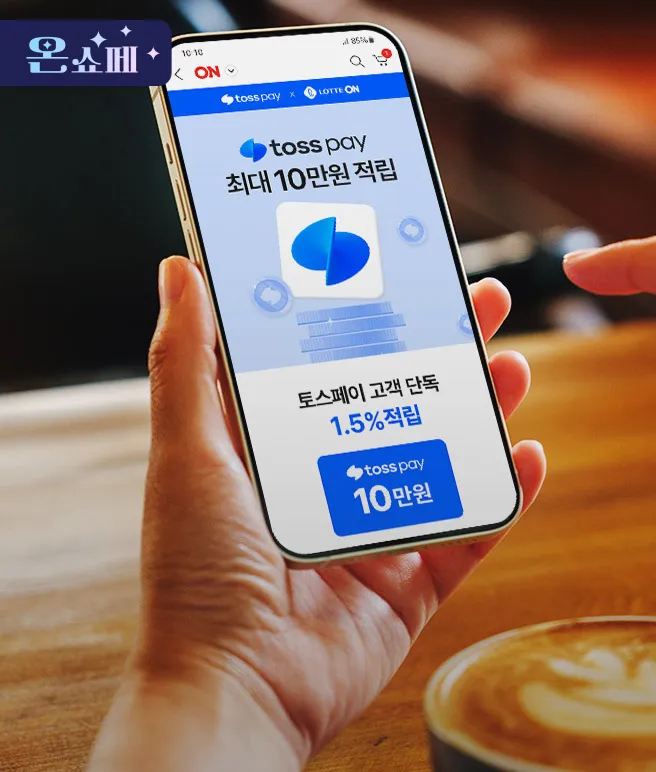 온쇼페
10:10
85%
ON
1
toss pay x LOTTE ON
toss pay
최대 10만원 적립
토스페이 고객 단독
1.5%적립
toss pay
10만원